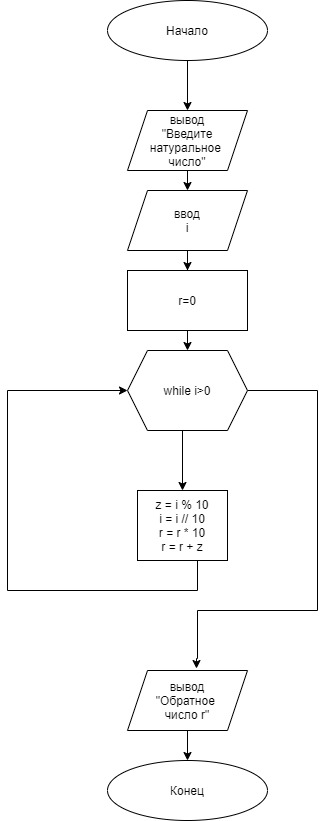 Начало
вывод
"Введите
натуральное
число"
ввод
i
r=0
while i>0
z = i % 10
i = i // 10
r = r * 10
r = r + z
вывод
"Обратное
число r"
Конец